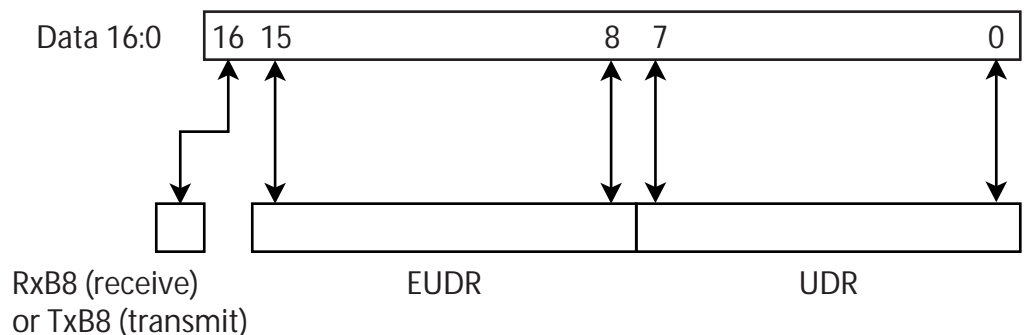 Data 16:0 16 15 8 7 0
RxB8 (receive) EUDR UDR
or TxB8 (transmit)